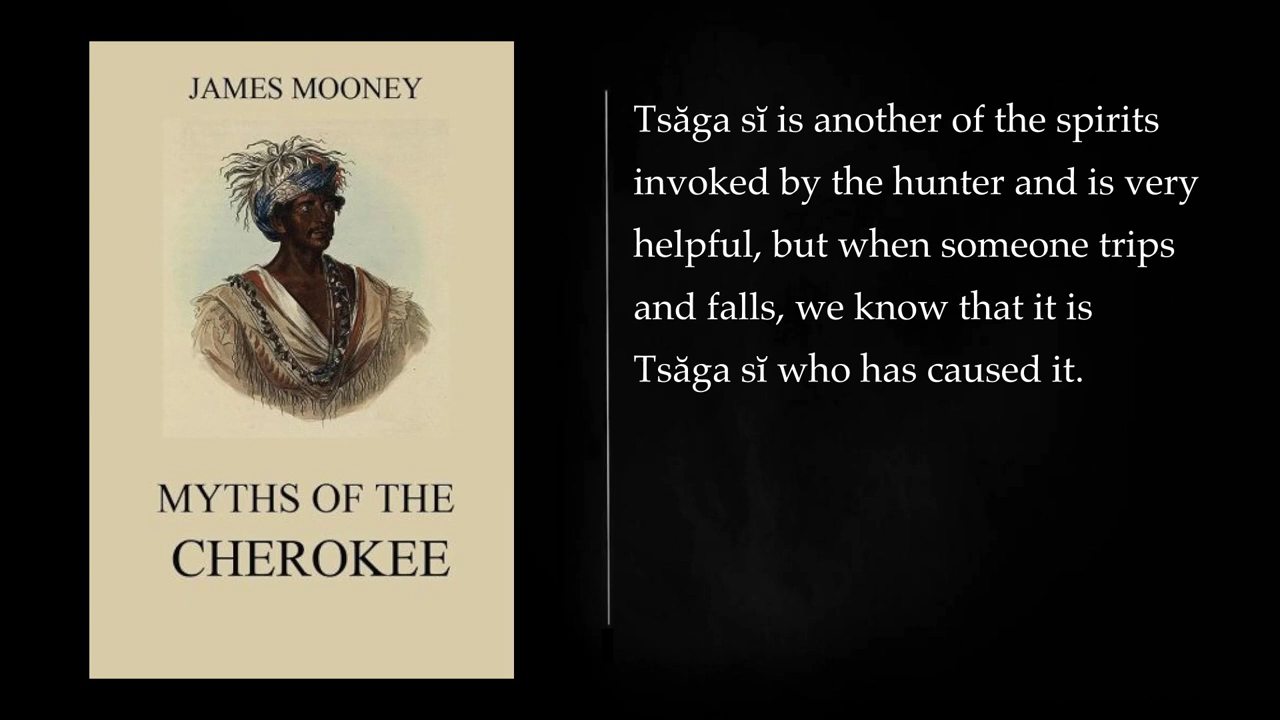 JAMES MOONEY
MYTHS OF THE
CHEROKEE
Tsăga sĭ is another of the spirits
invoked by the hunter and is very
helpful, but when someone trips
and falls, we know that it is
Tsăga sĭ who has caused it.